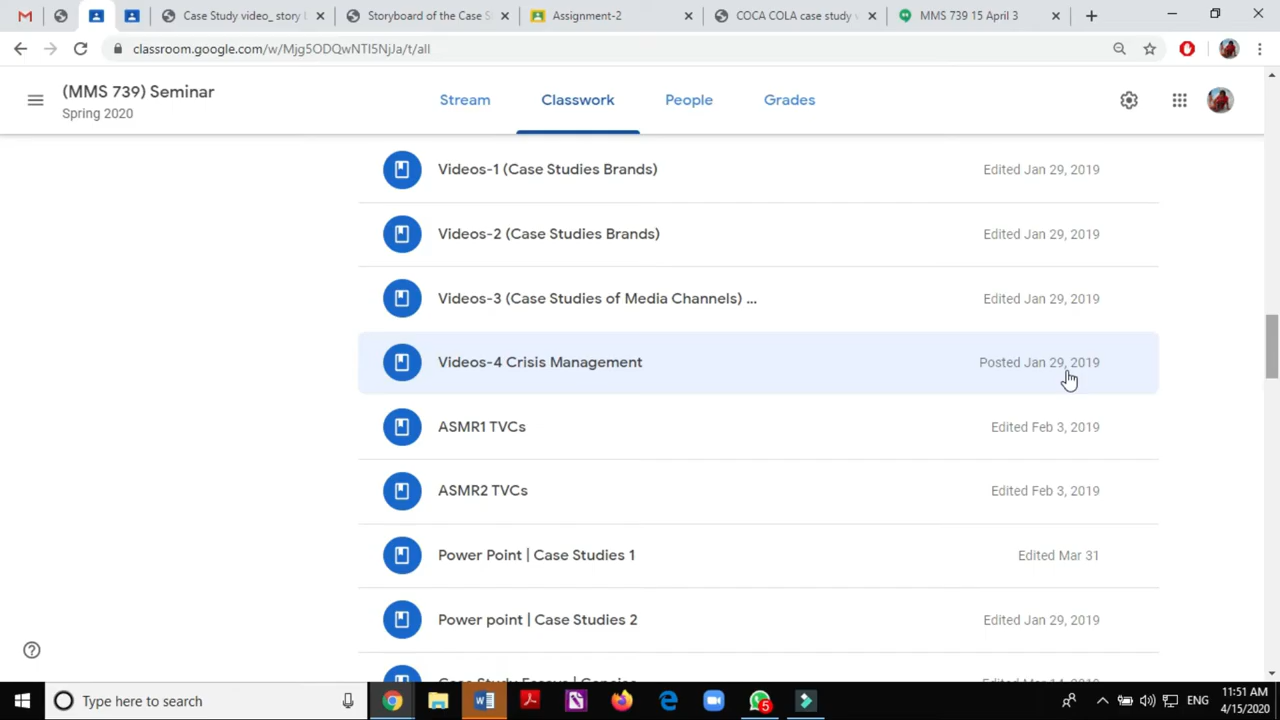 Case Study video_ story
Storyboard of the Case S
Assignment-2
COCA COLA case study
MMS 739 15 April 3
classroom.google.com/w/Mjg5ODQwNTI5NjJa/t/all
(MMS 739) Seminar
Spring 2020
Stream
Classwork
People
Grades
Videos-1 (Case Studies Brands)
Edited Jan 29, 2019
Videos-2 (Case Studies Brands)
Edited Jan 29, 2019
Videos-3 (Case Studies of Media Channels) ...
Edited Jan 29, 2019
Videos-4 Crisis Management
Posted Jan 29, 2019
ASMR1 TVCs
Edited Feb 3, 2019
ASMR2 TVCs
Edited Feb 3, 2019
Power Point | Case Studies 1
Edited Mar 31
Power point | Case Studies 2
Edited Jan 29, 2019
Type here to search
5
ENG
11:51 AM
4/15/2020